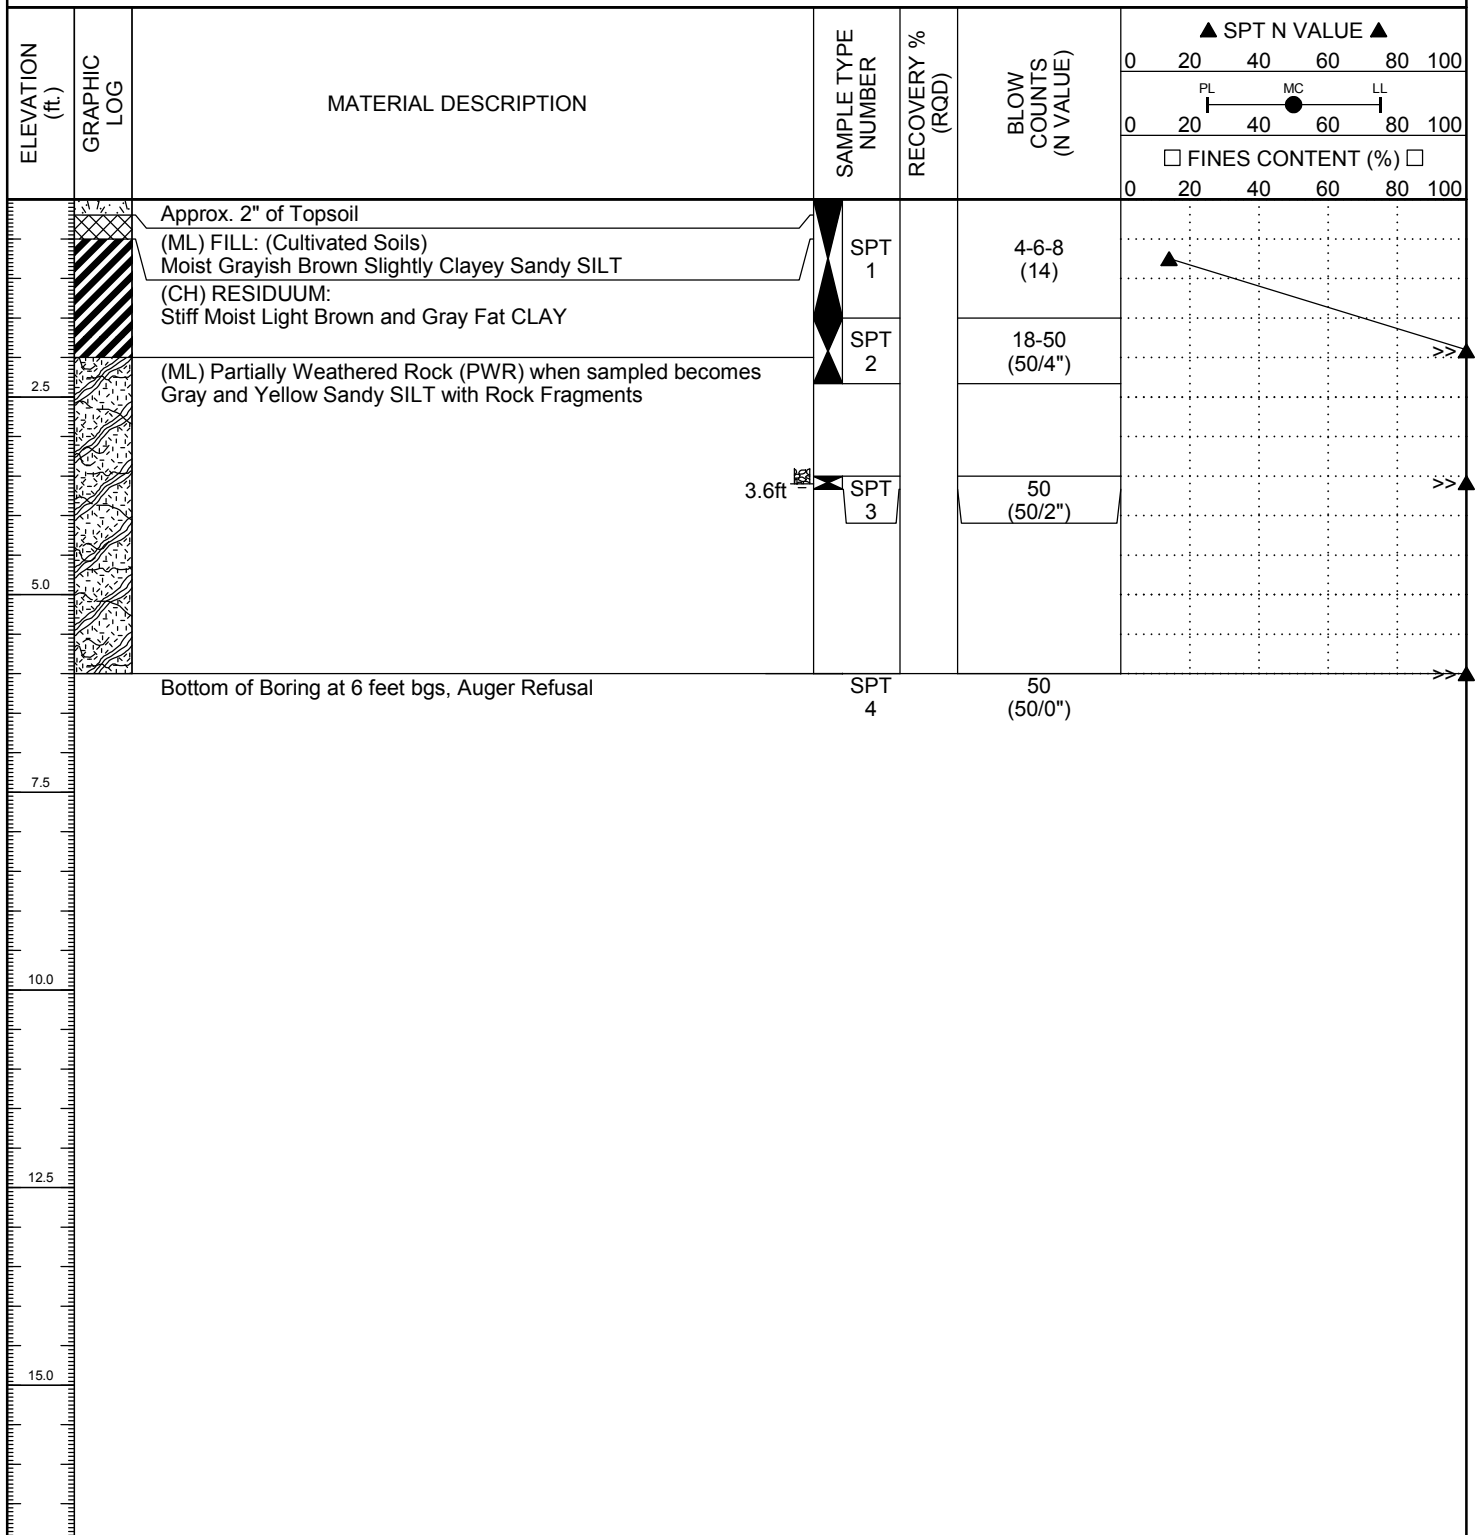 ELEVATION
(ft.)
GRAPHIC
LOG
MATERIAL DESCRIPTION
SAMPLE TYPE
NUMBER
RECOVERY %
(RQD)
BLOW
COUNTS
(N VALUE)
▲ SPT N VALUE ▲
0 20 40 60 80 100
PL MC LL
0 20 40 60 80 100
□ FINES CONTENT (%) □
0 20 40 60 80 100
Approx. 2" of Topsoil
(ML) FILL: (Cultivated Soils)
Moist Grayish Brown Slightly Clayey Sandy SILT
(CH) RESIDUUM:
Stiff Moist Light Brown and Gray Fat CLAY
SPT
1
4-6-8
(14)
SPT
2
18-50
(50/4")
>>
(ML) Partially Weathered Rock (PWR) when sampled becomes
Gray and Yellow Sandy SILT with Rock Fragments
2.5
3.6ft
SPT
3
50
(50/2")
>>
5.0
Bottom of Boring at 6 feet bgs, Auger Refusal
SPT
4
50
(50/0")
>>
7.5
10.0
12.5
15.0